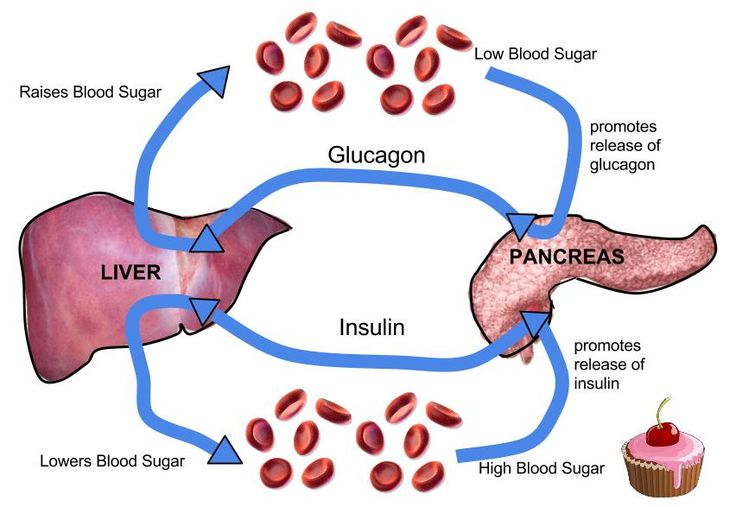 Low Blood Sugar
Raises Blood Sugar
promotes
release of
glucagon
Glucagon
LIVER
PANCREAS
Insulin
promotes
release of
insulin
Lowers Blood Sugar
High Blood Sugar